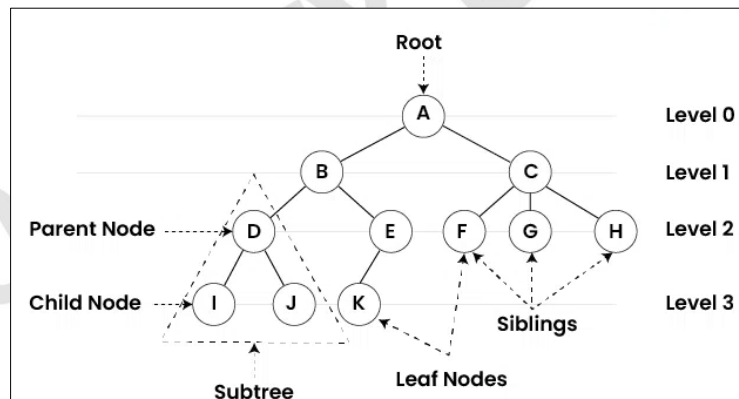 Root
A
Level 0
B
C
Level 1
Parent Node
D
E
F
G
H
Level 2
Child Node
I
J
K
Level 3
Siblings
Leaf Nodes
Subtree